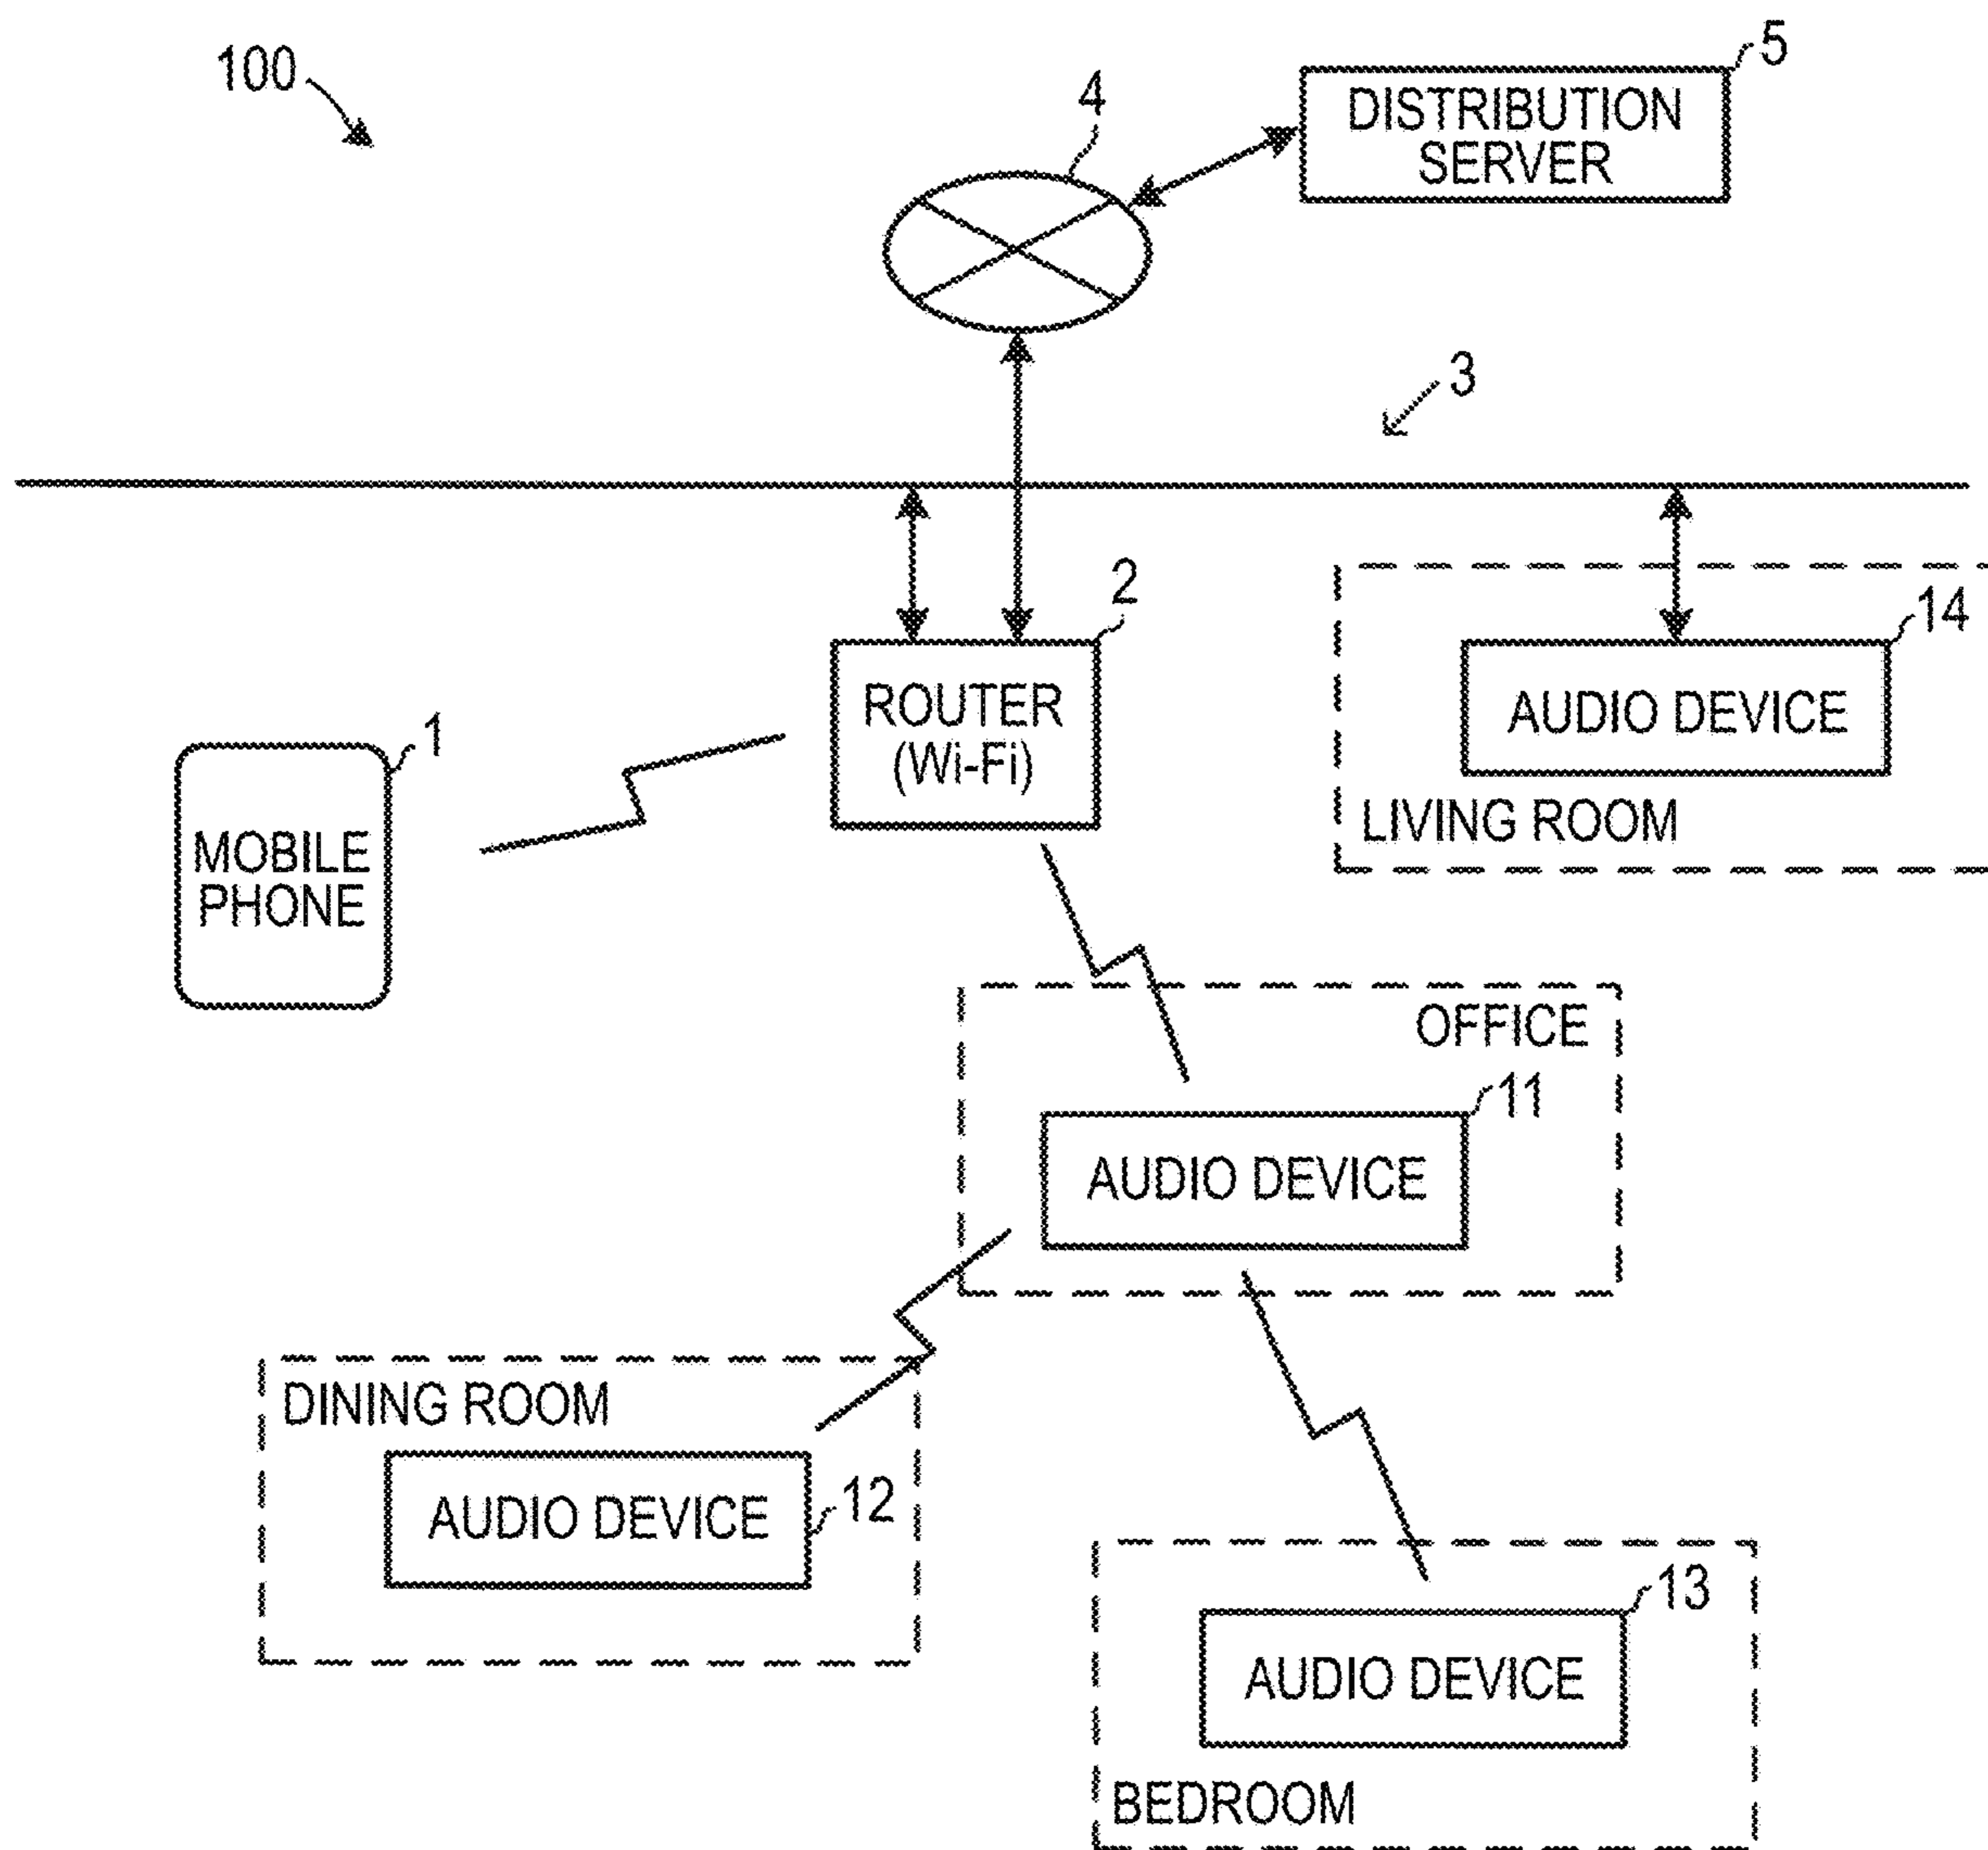 100
5
DISTRIBUTION
SERVER
4
3
2
ROUTER
(Wi-Fi)
14
AUDIO DEVICE
LIVING ROOM
1
MOBILE
PHONE
OFFICE
11
AUDIO DEVICE
DINING ROOM
AUDIO DEVICE
12
13
AUDIO DEVICE
BEDROOM